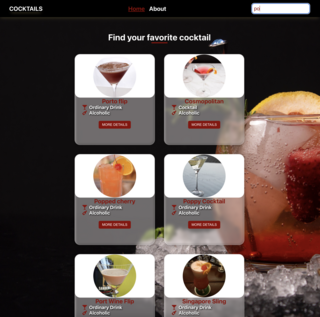 COCKTAILS Home About po
Find your favorite cocktail
Porto flip Cosmopolitan
Ordinary Drink Cocktail
Alcoholic Alcoholic
MORE DETAILS MORE DETAILS
Popped cherry Poppy Cocktail
Ordinary Drink Ordinary Drink
Alcoholic Alcoholic
MORE DETAILS MORE DETAILS
Port Wine Flip Singapore Sling
Ordinary Drink Ordinary Drink
Alcoholic Alcoholic